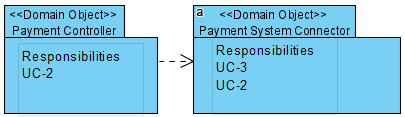 <<Domain Object>>
Payment Controller
Responsibilities
UC-2
a
<<Domain Object>>
Payment System Connector
Responsibilities
UC-3
UC-2